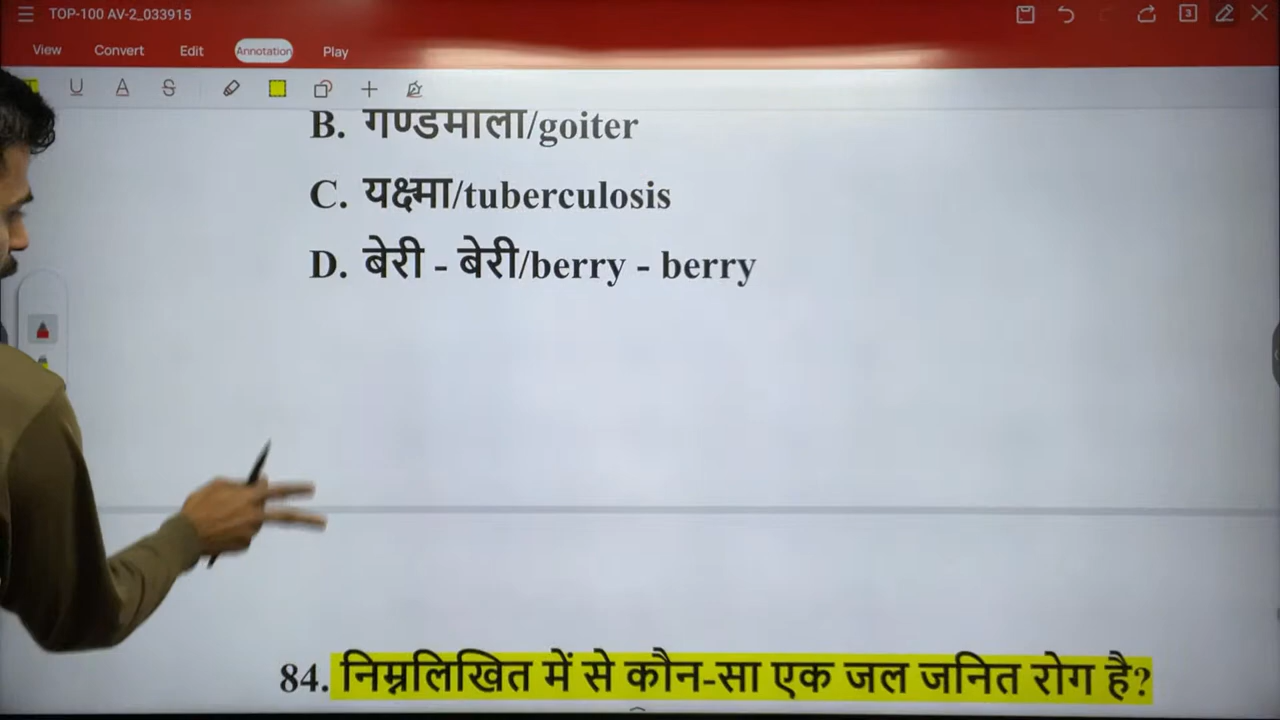 TOP-100 AV-2_033915
3
View Convert Edit Annotation Play
B. गण्डमाला/goiter
C. यक्ष्मा/tuberculosis
D. बेरी - बेरी/berry - berry
84. निम्नलिखित में से कौन-सा एक जल जनित रोग है?